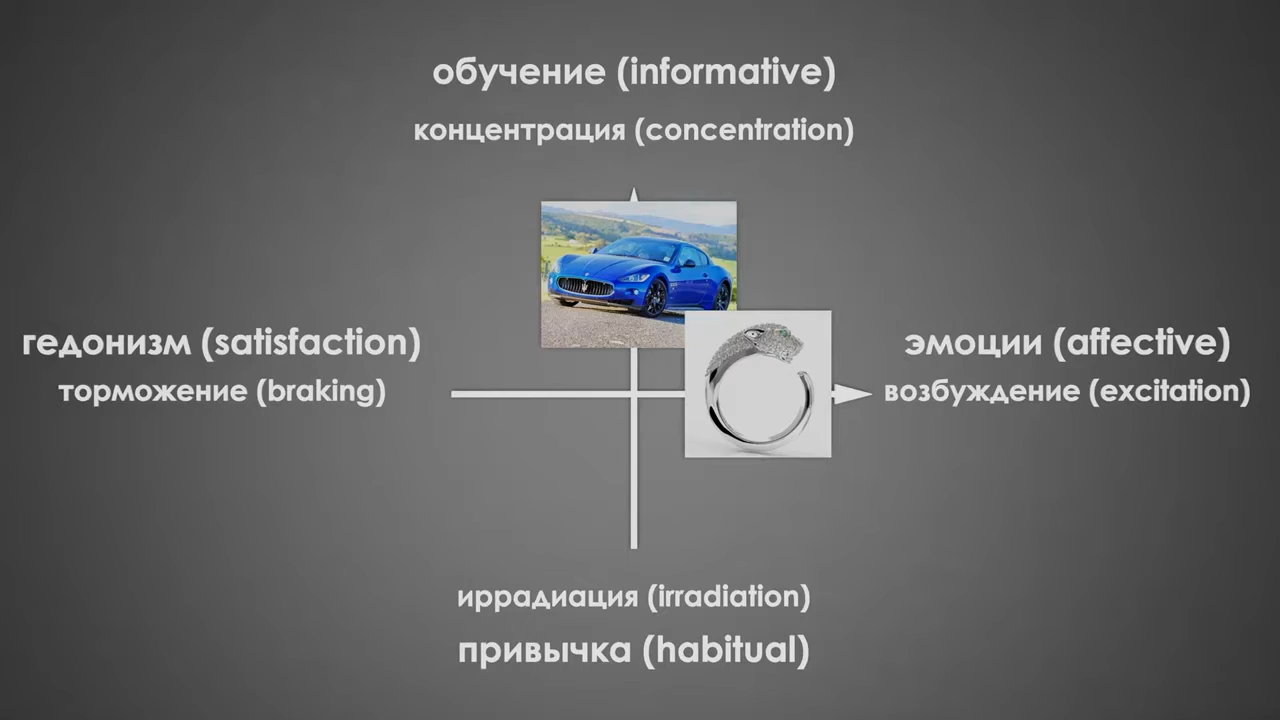 обучение (informative)
концентрация (concentration)
гедонизм (satisfaction)
торможение (braking)
эмоции (affective)
возбуждение (excitation)
иррадиация (irradiation)
привычка (habitual)